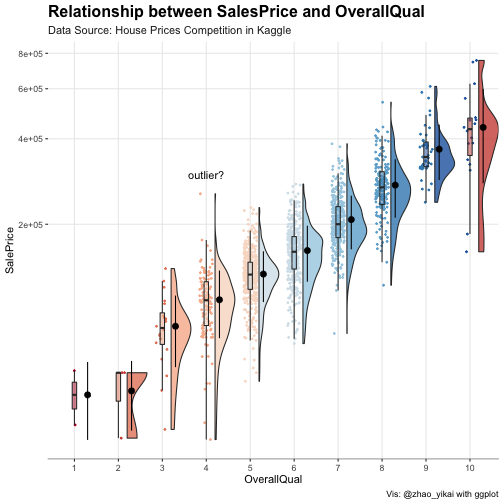 Relationship between SalesPrice and OverallQual
Data Source: House Prices Competition in Kaggle
8e+05
6e+05
4e+05
outlier?
2e+05
SalePrice
1 2 3 4 5 6 7 8 9 10
OverallQual
Vis: @zhao_yikai with ggplot